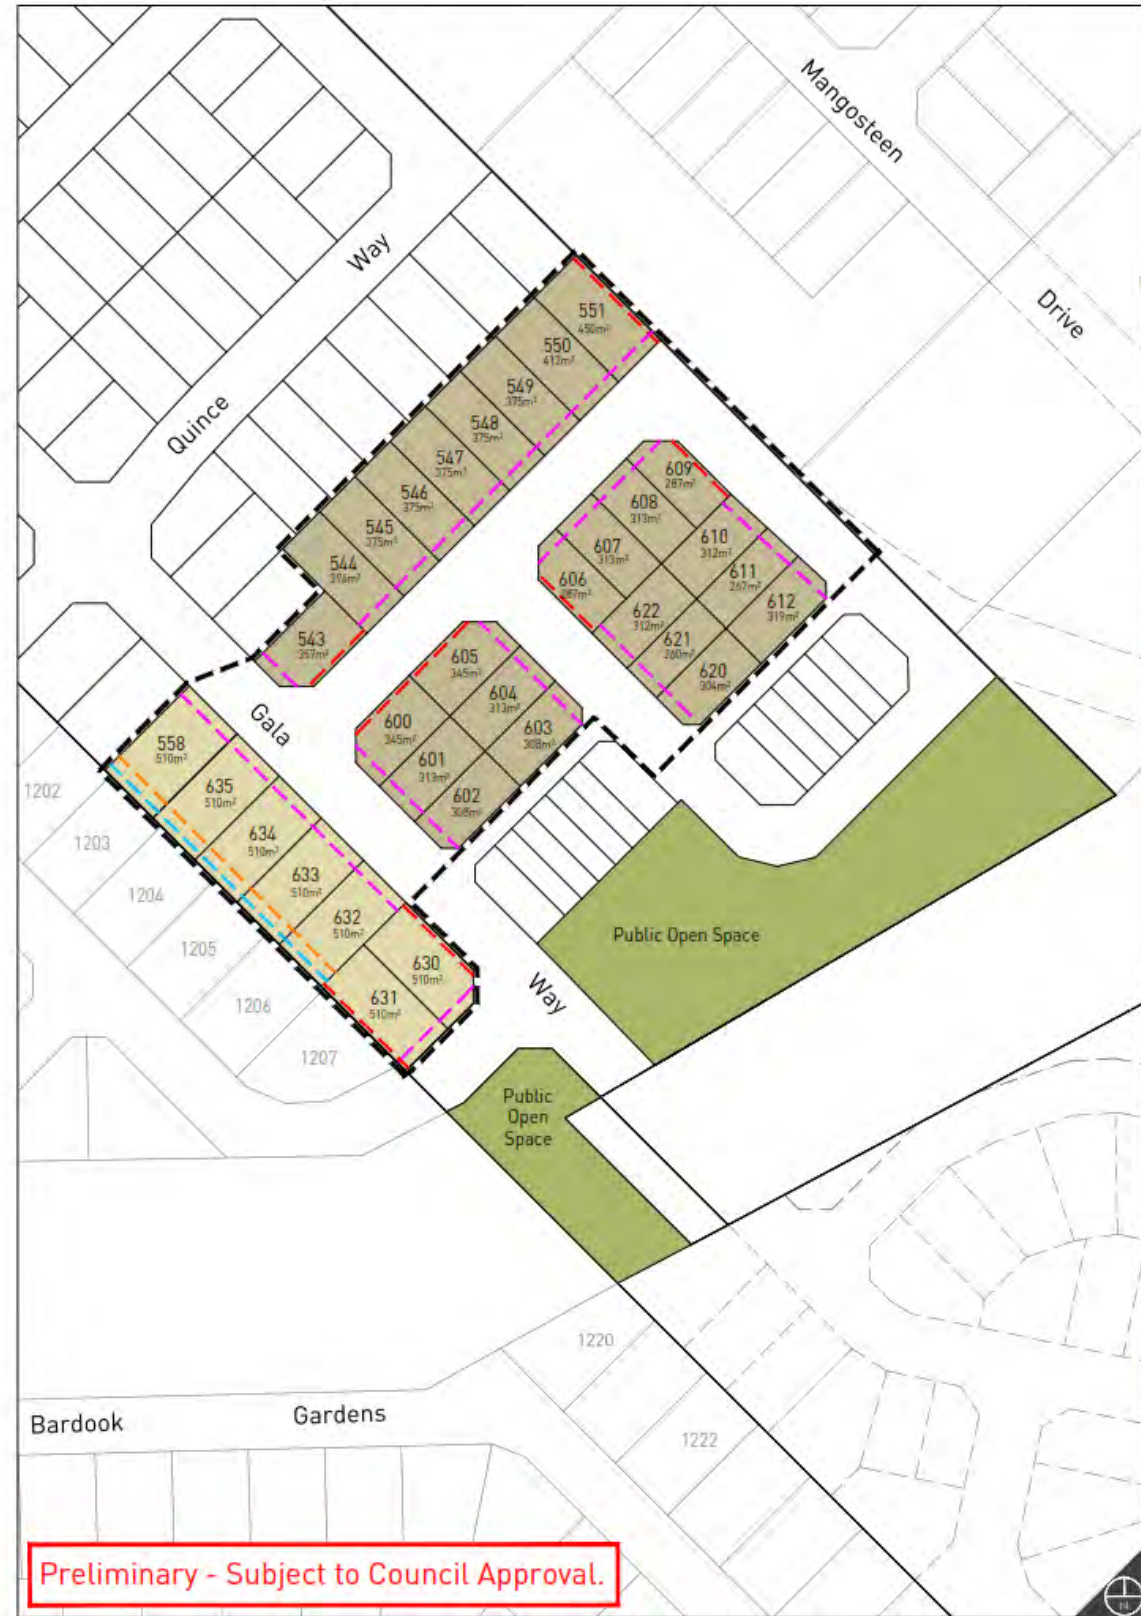 Mangosteen
Drive
Way
Quince
551
450m²
550
412m²
549
375m²
548
375m²
547
375m²
546
375m²
545
375m²
544
543
357m²
609
287m²
608
313m²
610
312m²
607
313m²
611
267m²
606
287m²
612
319m²
622
312m²
621
260m²
620
304m²
605
345m²
604
313m²
600
345m²
603
308m²
601
313m²
602
308m²
Gala
558
510m²
635
510m²
634
510m²
633
510m²
632
510m²
630
510m²
631
510m²
1202
1203
1204
1205
1206
1207
Way
Public Open Space
Public
Open
Space
1220
1222
Bardook Gardens
Preliminary - Subject to Council Approval.